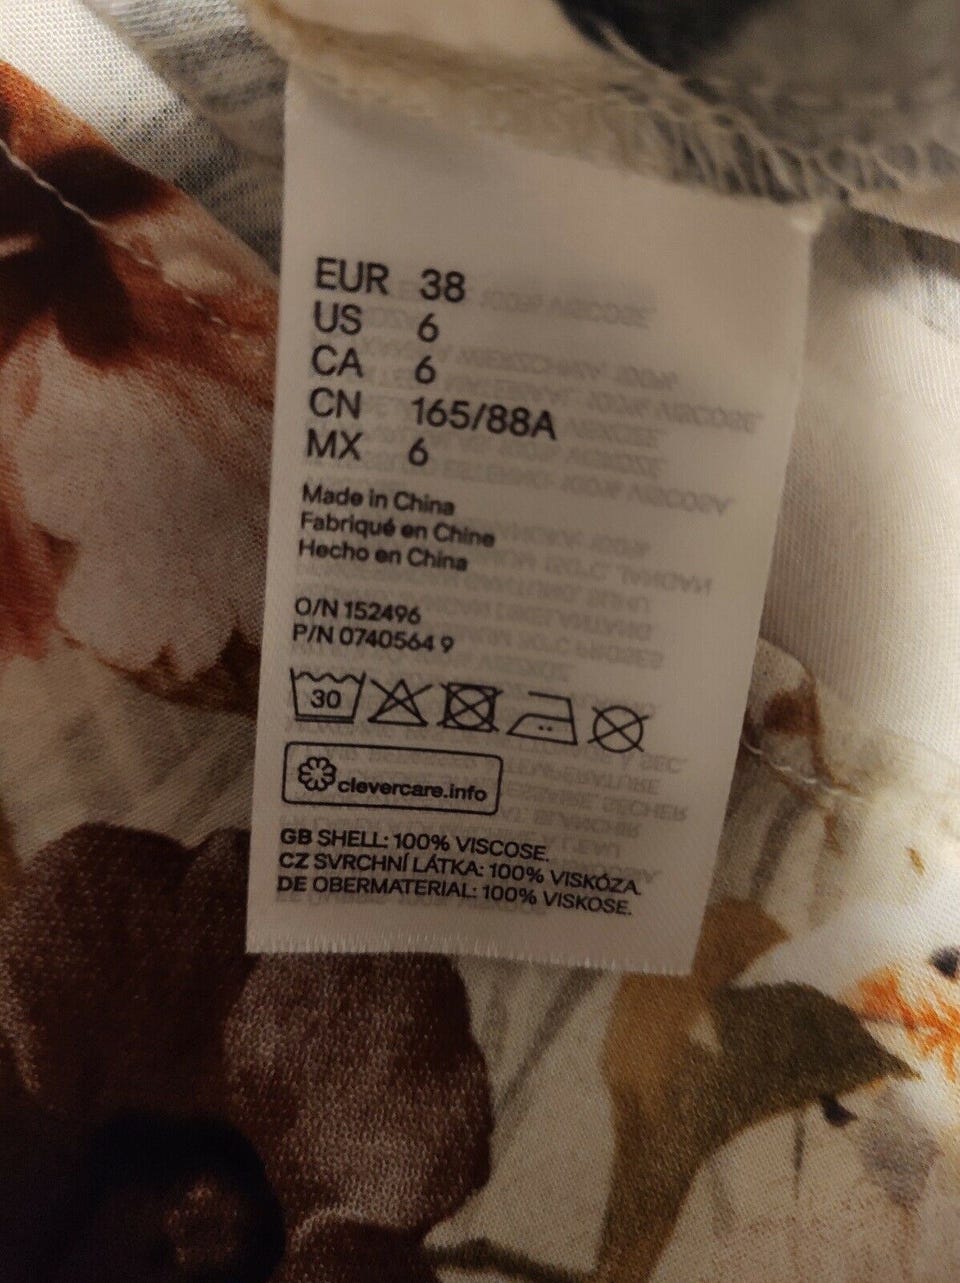 EUR 38
US 6
CA 6
CN 165/88A
MX 6
Made in China
Fabriqué en Chine
Hecho en China
O/N 152496
P/N 0740564 9
30
clevercare.info
GB SHELL: 100% VISCOSE.
CZ SVRCHNÍ LÁTKA: 100% VISKÓZA.
DE OBERMATERIAL: 100% VISKOSE.